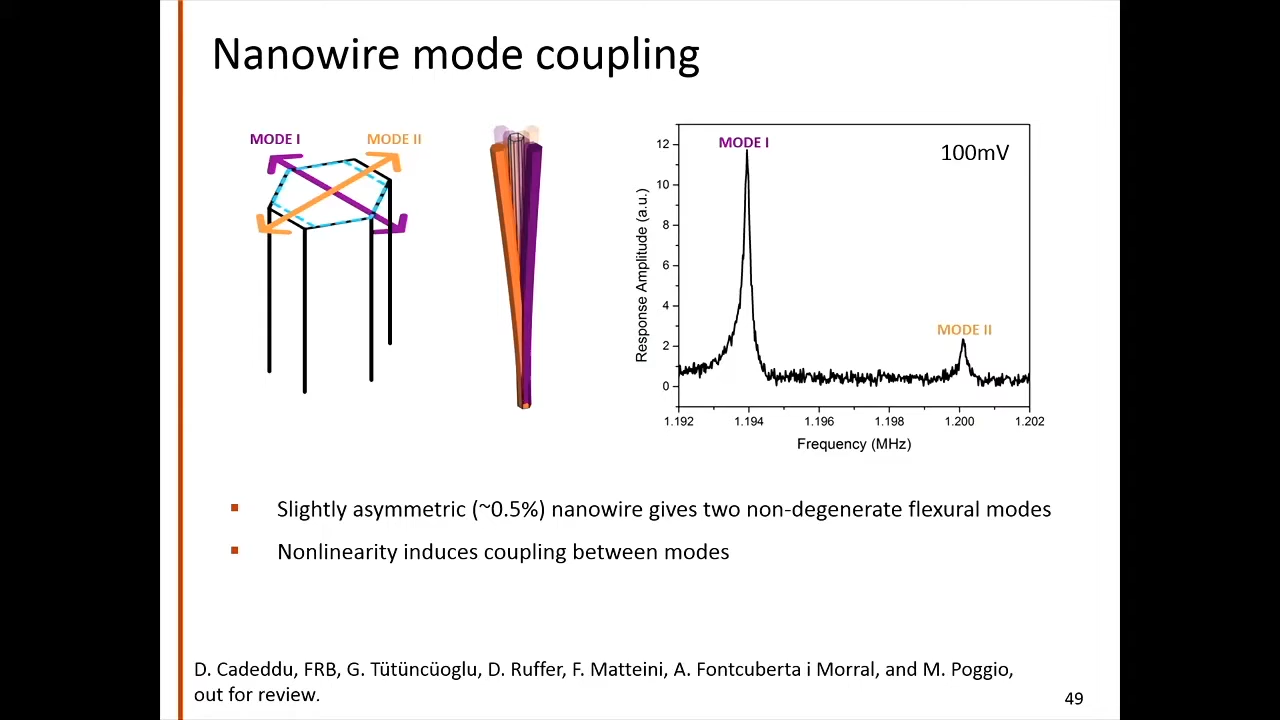 Nanowire mode coupling
MODE I
MODE II
MODE I
100mV
MODE II
Response Amplitude (a.u.)
12
10
8
6
4
2
0
1.192
1.194
1.196
1.198
1.200
1.202
Frequency (MHz)
▪ Slightly asymmetric (~0.5%) nanowire gives two non-degenerate flexural modes
▪ Nonlinearity induces coupling between modes
D. Cadeddu, FRB, G. Tütüncüoglu, D. Ruffer, F. Matteini, A. Fontcuberta i Morral, and M. Poggio,
out for review.
49